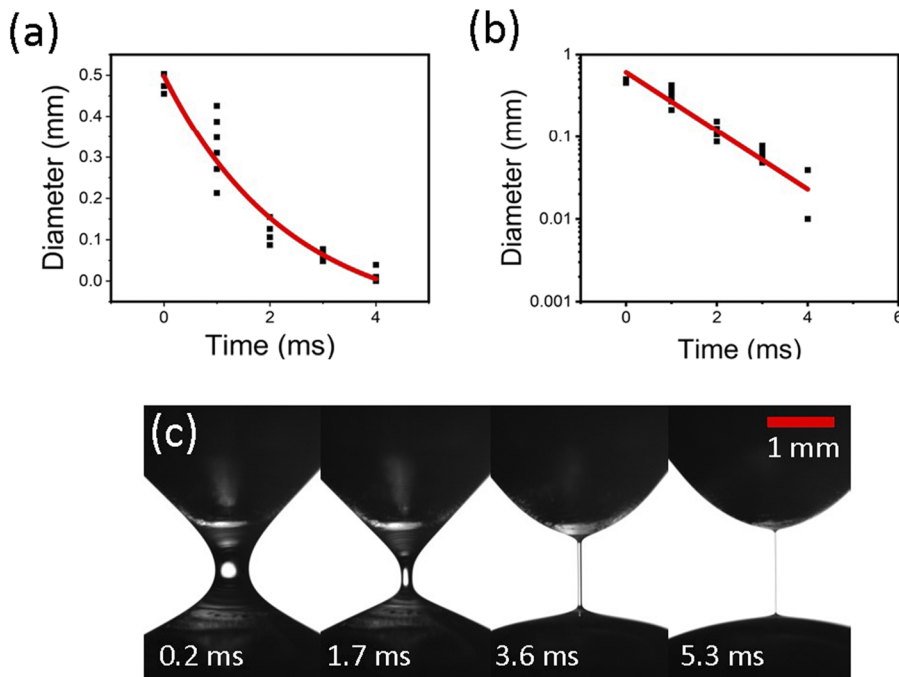 (a)
Diameter (mm)
0.5
0.4
0.3
0.2
0.1
0.0
0
2
4
Time (ms)
(b)
Diameter (mm)
1
0.1
0.01
0.001
0
2
4
6
Time (ms)
(c)
1 mm
0.2 ms
1.7 ms
3.6 ms
5.3 ms